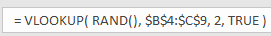 = VLOOKUP( RAND(), $B$4:$C$9, 2, TRUE )